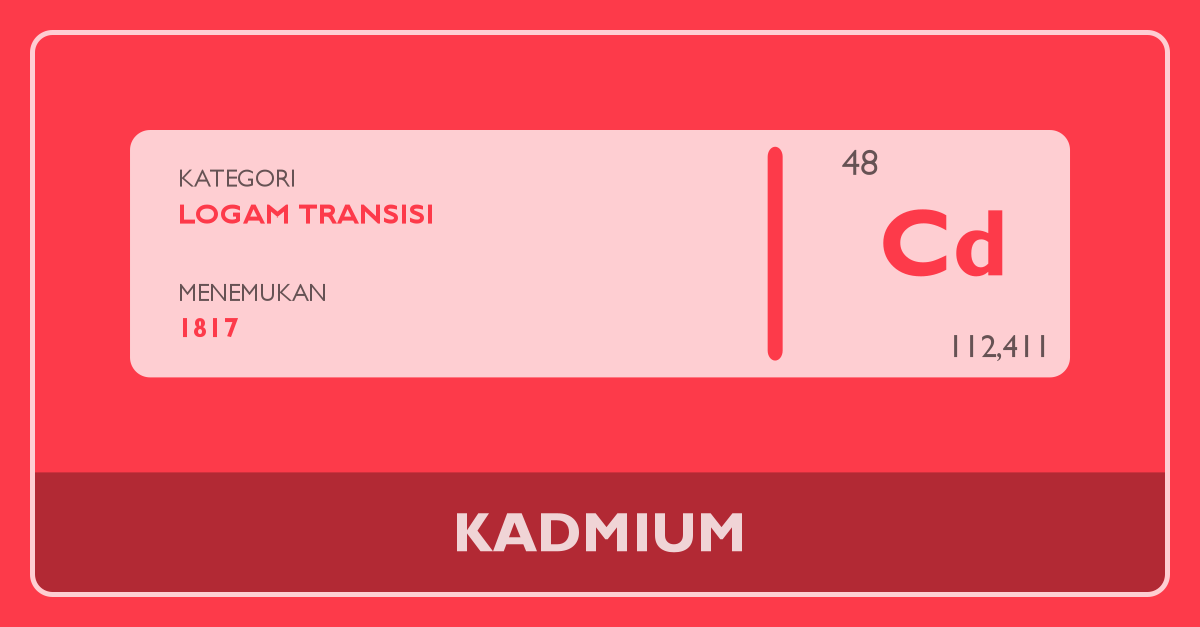 KATEGORI
LOGAM TRANSISI
MENEMUKAN
1817
48
Cd
112,411
KADMIUM